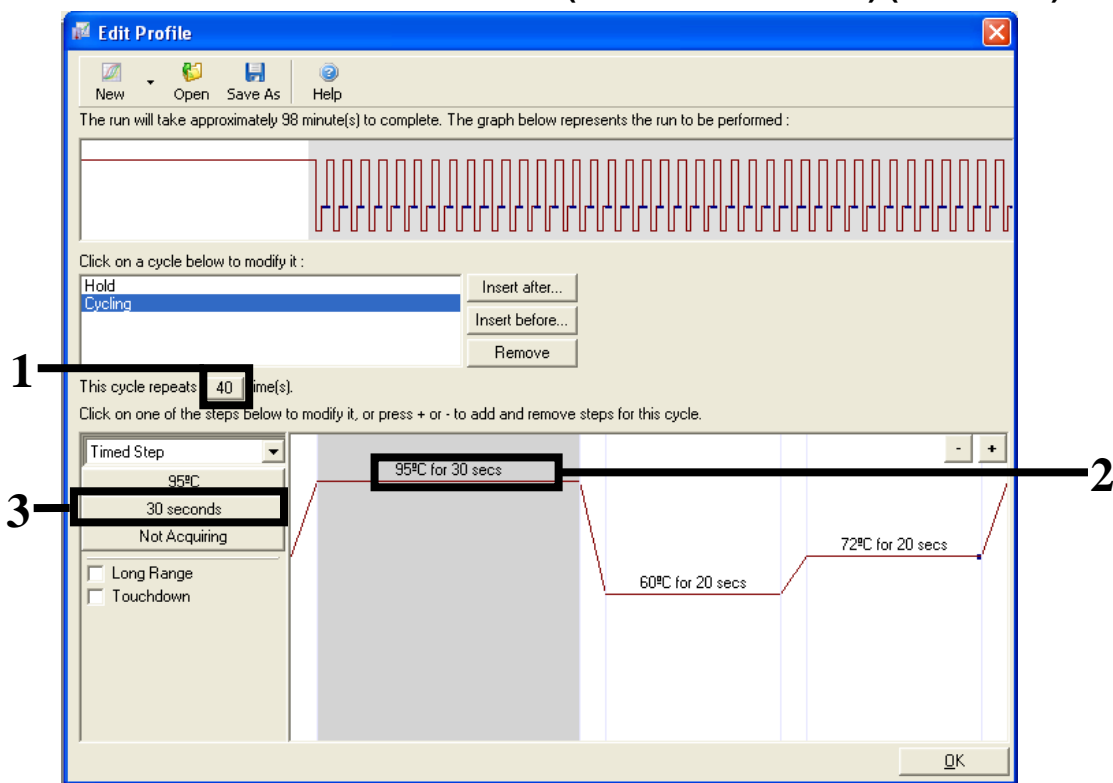 Edit Profile
New Open Save As Help
The run will take approximately 98 minute(s) to complete. The graph below represents the run to be performed :
Click on a cycle below to modify it :
Hold
Cycling
Insert after...
Insert before...
Remove
1
This cycle repeats 40 ime(s).
Click on one of the steps below to modify it, or press + or - to add and remove steps for this cycle.
Timed Step
- +
95ºC
95ºC for 30 secs
2
3
30 seconds
Not Acquiring
72ºC for 20 secs
Long Range
60ºC for 20 secs
Touchdown
OK